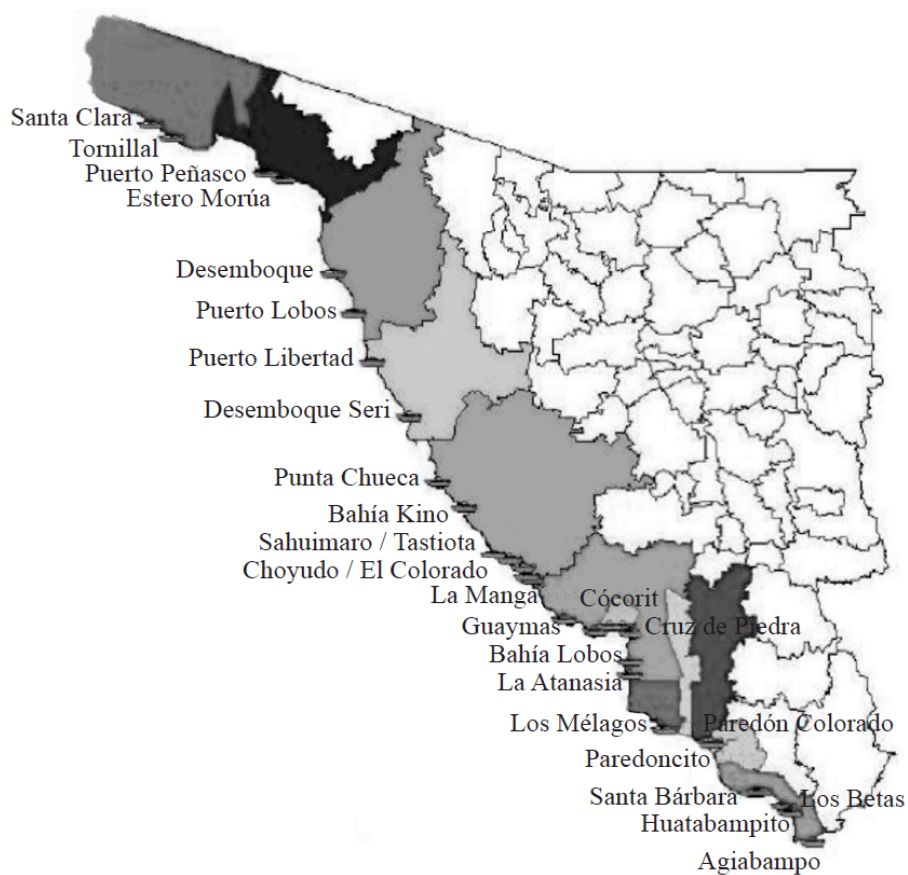 Santa Clara
Tornillal
Puerto Peñasco
Estero Morúa
Desemboque
Puerto Lobos
Puerto Libertad
Desemboque Seri
Punta Chueca
Bahía Kino
Sahuimaro / Tastiota
Choyudo / El Colorado
La Manga
Cócorit
Guaymas
Cruz de Piedra
Bahía Lobos
La Atanasia
Los Mélagos
Paredón Colorado
Paredoncito
Santa Bárbara
Los Betas
Huatabampito
Agiabampo